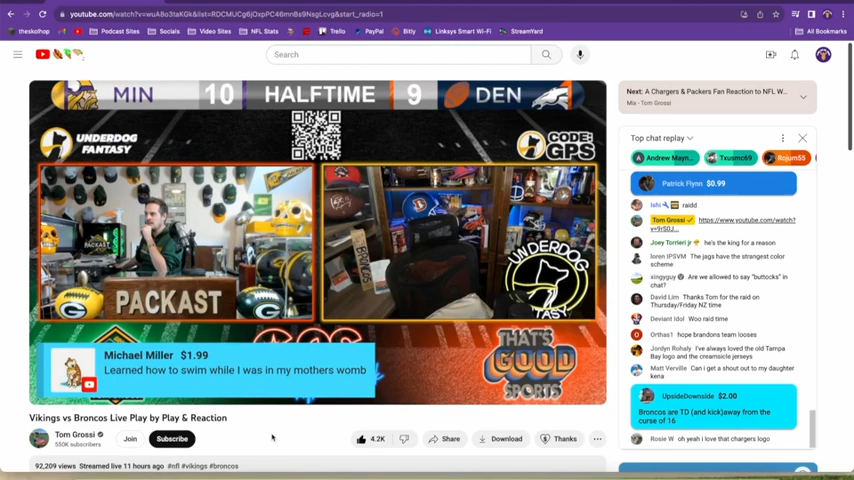 youtube.com/watch?v=wuA8o3taKGk&list=RDCMUCg6jOxpPC46mnBs9NsgLcvg&start_radio=1
theskolhop
Podcast Sites
Socials
Video Sites
NFL Stats
Trello
PayPal
Bitly
Linksys Smart Wi-Fi
StreamYard
All Bookmarks
Search
MIN 10 HALFTIME 9 DEN
UNDERDOG
FANTASY
CODE:
GPS
PACKAST
PACKAST
BRONCOS
UNDERDOG
THAT'S
GOOD
SPORTS
Michael Miller $1.99
Learned how to swim while I was in my mothers womb
Vikings vs Broncos Live Play by Play & Reaction
Tom Grossi
550K subscribers
Join
Subscribe
4.2K
Share
Download
Thanks
92,209 views Streamed live 11 hours ago #nfl #vikings #broncos
Next: A Chargers & Packers Fan Reaction to NFL W...
Mix - Tom Grossi
Top chat replay
Andrew Mayn...
Txusmc69
Rojum55
Patrick Flynn $0.99
Ishi raidd
Tom Grossi https://www.youtube.com/watch?
Joey Torrieri jr he's the king for a reason
loren IPSVM The jags have the strangest color
scheme
xingyguy Are we allowed to say "buttocks" in
chat?
David Lim Thanks Tom for the raid on
Thursday/Friday NZ time
Deviant Idol Woo raid time
Orthas1 hope brandons team looses
Jordyn Rohaly I've always loved the old Tampa
Bay logo and the creamsicle jerseys
Matt Verville Can i get a shout out to my daughter
kena
UpsideDownside $2.00
Broncos are TD (and kick)away from the
curse of 16
Rosie W oh yeah i love that chargers logo